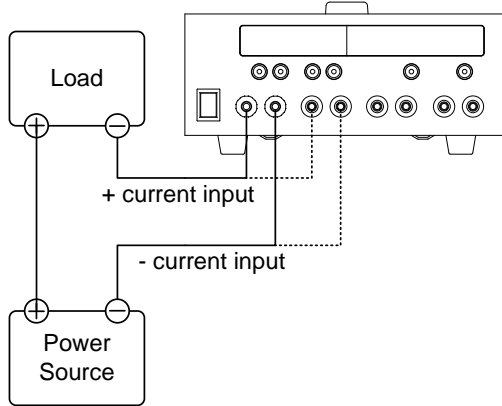 Load
+ current input
- current input
Power
Source